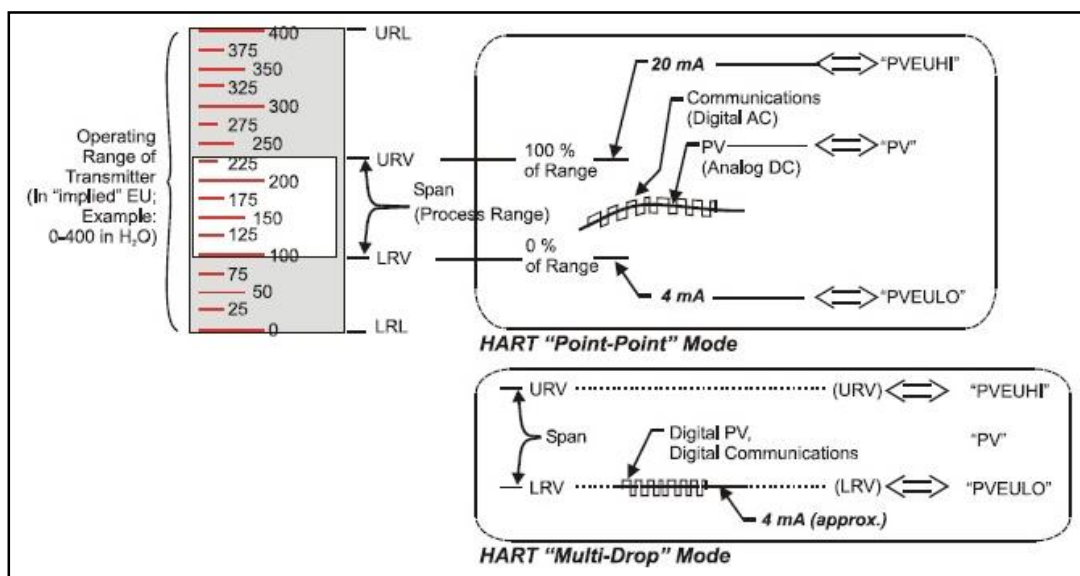 400
375
350
325
300
275
250
225
200
175
150
125
100
75
50
25
0
Operating
Range of
Transmitter
(In “implied” EU;
Example:
0–400 in H₂O)
URL
URV
Span
(Process Range)
LRV
LRL
20 mA
“PVEUHI”
Communications
(Digital AC)
100 %
of Range
PV
(Analog DC)
“PV”
0 %
of Range
4 mA
“PVEULO”
HART “Point-Point” Mode
URV
(URV)
“PVEUHI”
Span
Digital PV,
Digital Communications
“PV”
LRV
(LRV)
“PVEULO”
4 mA (approx.)
HART “Multi-Drop” Mode